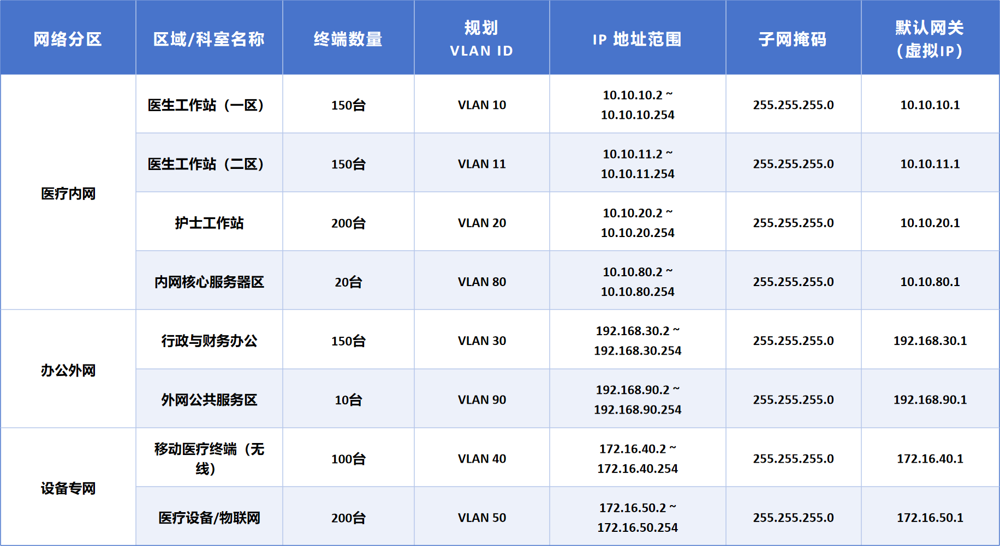 网络分区
区域/科室名称
终端数量
规划
VLAN ID
IP 地址范围
子网掩码
默认网关
（虚拟IP）
医疗内网
医生工作站（一区）
150台
VLAN 10
10.10.10.2 ~
10.10.10.254
255.255.255.0
10.10.10.1
医生工作站（二区）
150台
VLAN 11
10.10.11.2 ~
10.10.11.254
255.255.255.0
10.10.11.1
护士工作站
200台
VLAN 20
10.10.20.2 ~
10.10.20.254
255.255.255.0
10.10.20.1
内网核心服务器区
20台
VLAN 80
10.10.80.2 ~
10.10.80.254
255.255.255.0
10.10.80.1
办公外网
行政与财务办公
150台
VLAN 30
192.168.30.2 ~
192.168.30.254
255.255.255.0
192.168.30.1
外网公共服务区
10台
VLAN 90
192.168.90.2 ~
192.168.90.254
255.255.255.0
192.168.90.1
设备专网
移动医疗终端（无
线）
100台
VLAN 40
172.16.40.2 ~
172.16.40.254
255.255.255.0
172.16.40.1
医疗设备/物联网
200台
VLAN 50
172.16.50.2 ~
172.16.50.254
255.255.255.0
172.16.50.1